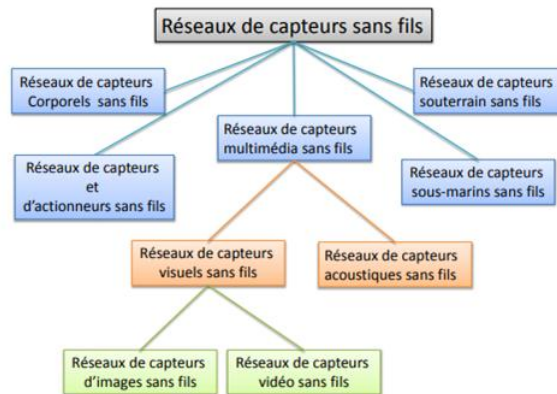 Réseaux de capteurs sans fils
Réseaux de capteurs
Corporels sans fils
Réseaux de capteurs
souterrain sans fils
Réseaux de capteurs
multimédia sans fils
Réseaux de capteurs
et
d'actionneurs sans fils
Réseaux de capteurs
sous-marins sans fils
Réseaux de capteurs
visuels sans fils
Réseaux de capteurs
acoustiques sans fils
Réseaux de capteurs
d'images sans fils
Réseaux de capteurs
vidéo sans fils